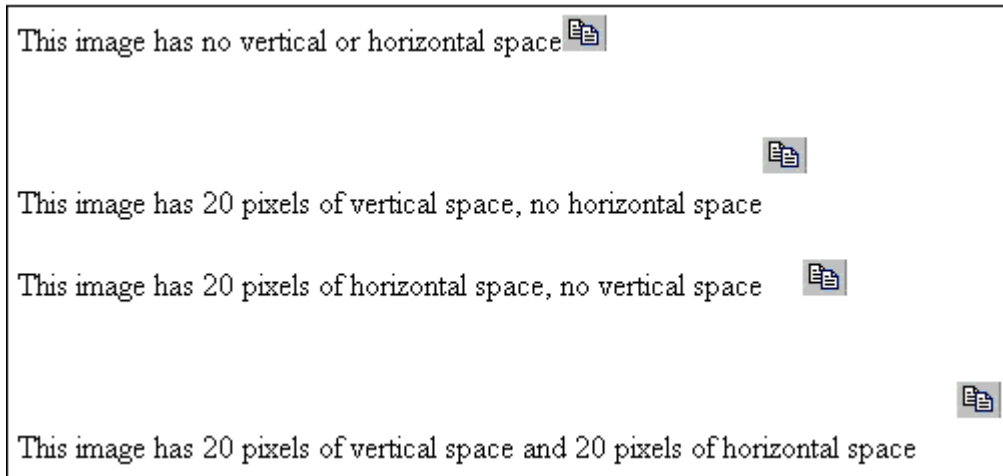 This image has no vertical or horizontal space
This image has 20 pixels of vertical space, no horizontal space
This image has 20 pixels of horizontal space, no vertical space
This image has 20 pixels of vertical space and 20 pixels of horizontal space